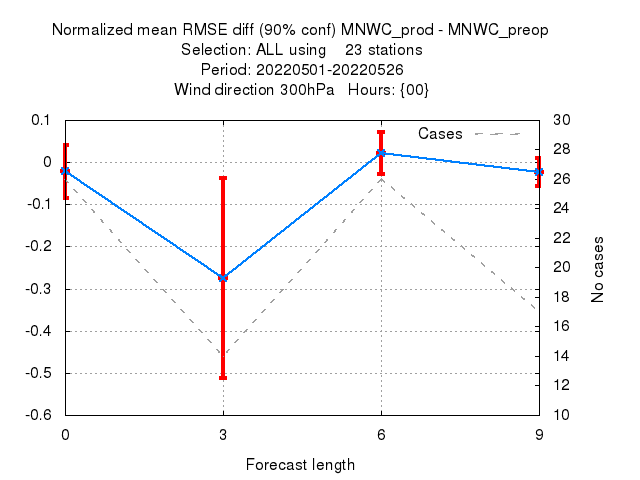 Normalized mean RMSE diff (90% conf) MNWC_prod - MNWC_preop
Selection: ALL using    23 stations
Period: 20220501-20220526
Wind direction 300hPa   Hours: {00}
Cases
0.1
0
-0.1
-0.2
-0.3
-0.4
-0.5
-0.6
30
28
26
24
22
20
18
16
14
12
10
No cases
0 3 6 9
Forecast length